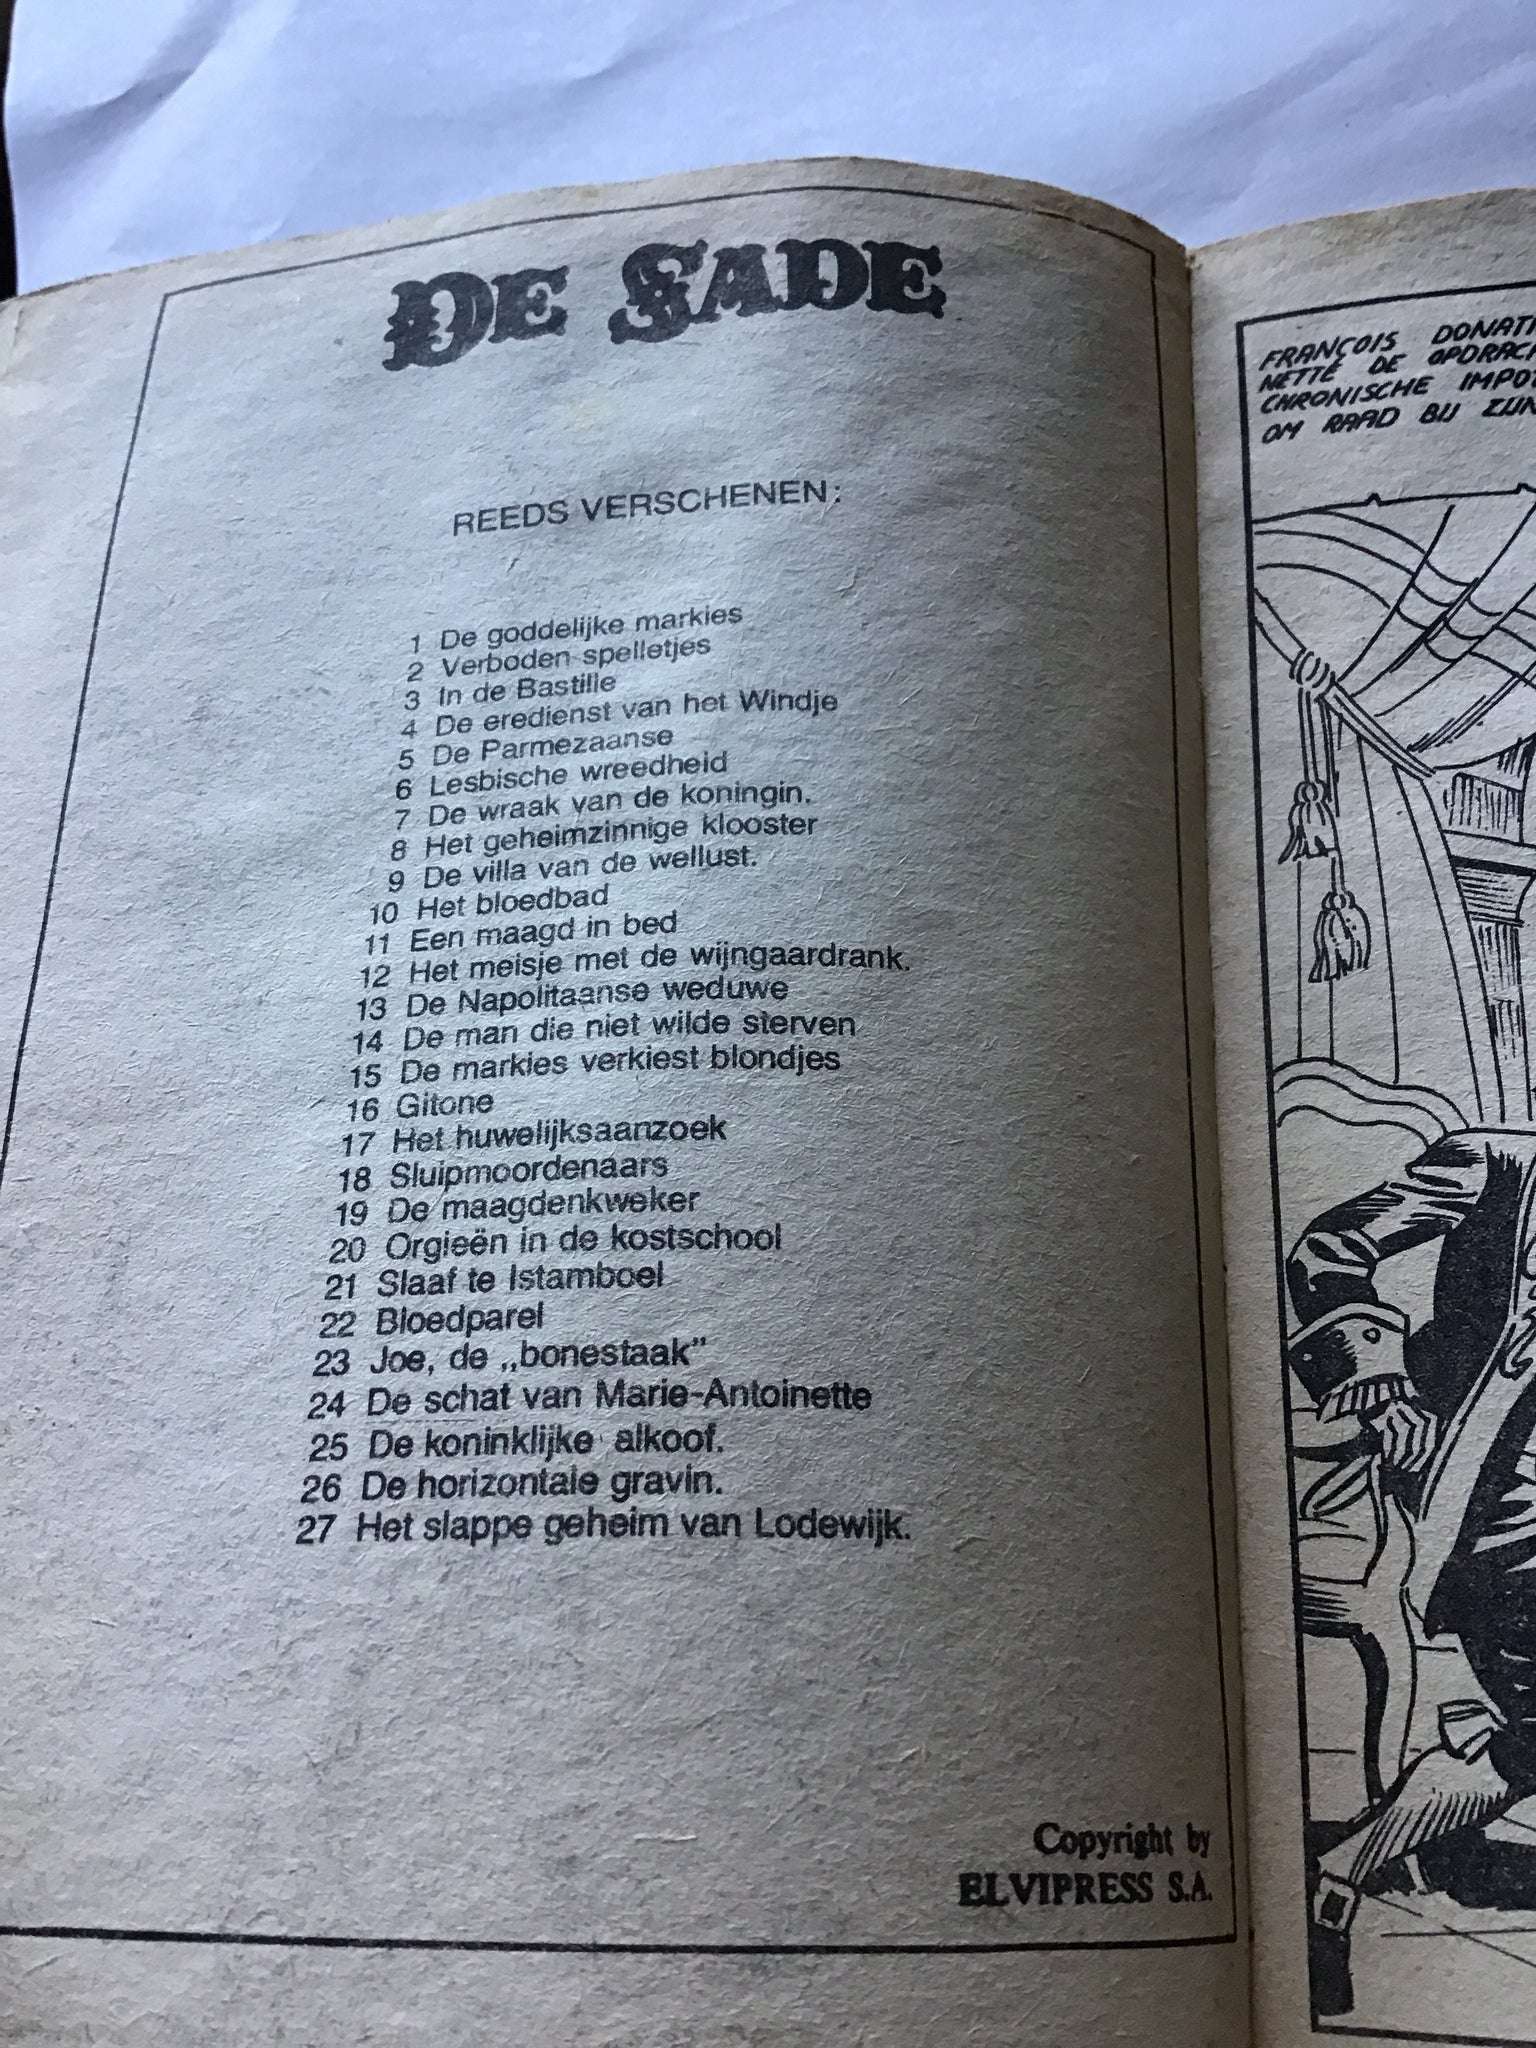 DE SADE
REEDS VERSCHENEN:
1 De goddelijke markies
2 Verboden spelletjes
3 In de Bastille
4 De eredienst van het Windje
5 De Parmezaanse
6 Lesbische wreedheid
7 De wraak van de koningin.
8 Het geheimzinnige klooster
9 De villa van de wellust.
10 Het bloedbad
11 Een maagd in bed
12 Het meisje met de wijngaardrank.
13 De Napolitaanse weduwe
14 De man die niet wilde sterven
15 De markies verkiest blondjes
16 Gitone
17 Het huwelijksaanzoek
18 Sluipmoordenaars
19 De maagdenkweker
20 Orgieën in de kostschool
21 Slaaf te Istamboel
22 Bloedparel
23 Joe, de „bonestaak”
24 De schat van Marie-Antoinette
25 De koninklijke alkoof.
26 De horizontale gravin.
27 Het slappe geheim van Lodewijk.
Copyright by
ELVIPRESS S.A.
FRANÇOIS DONATI
NETTE DE OPDRAC
CHRONISCHE IMPO
OM RAAD BIJ ZIJN